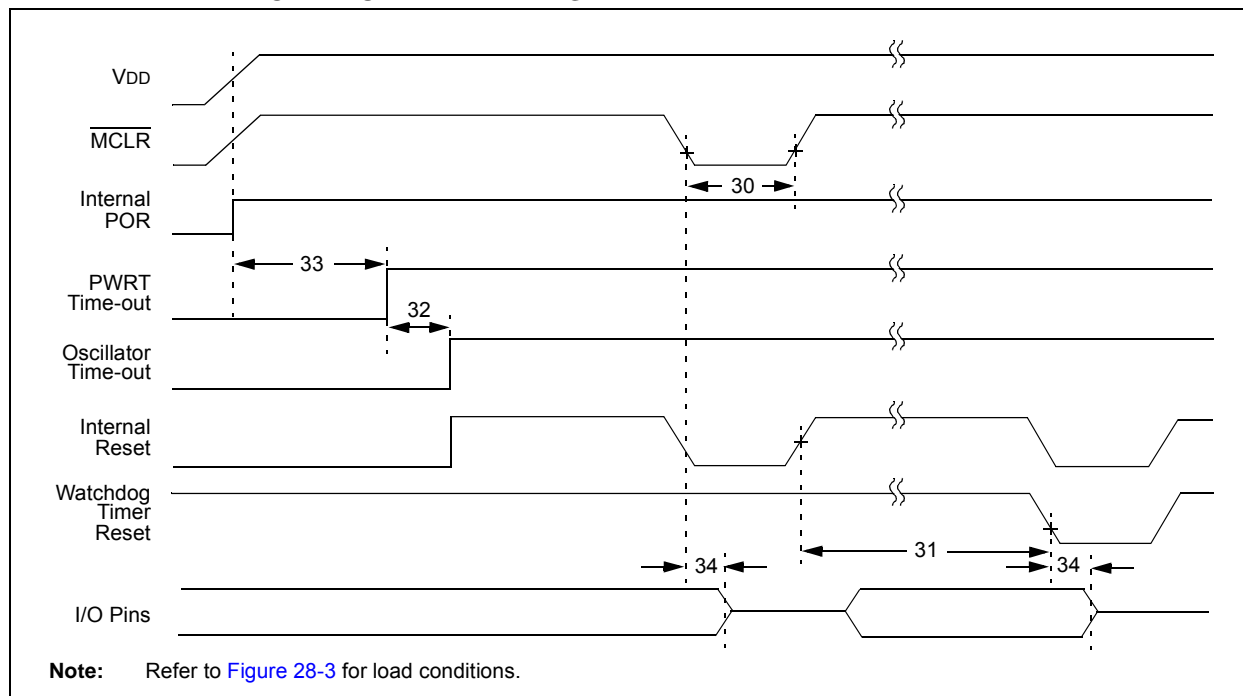 VDD
MCLR
30
Internal
POR
33
PWRT
Time-out
32
Oscillator
Time-out
Internal
Reset
Watchdog
Timer
Reset
31
34
34
I/O Pins
Note: Refer to Figure 28-3 for load conditions.